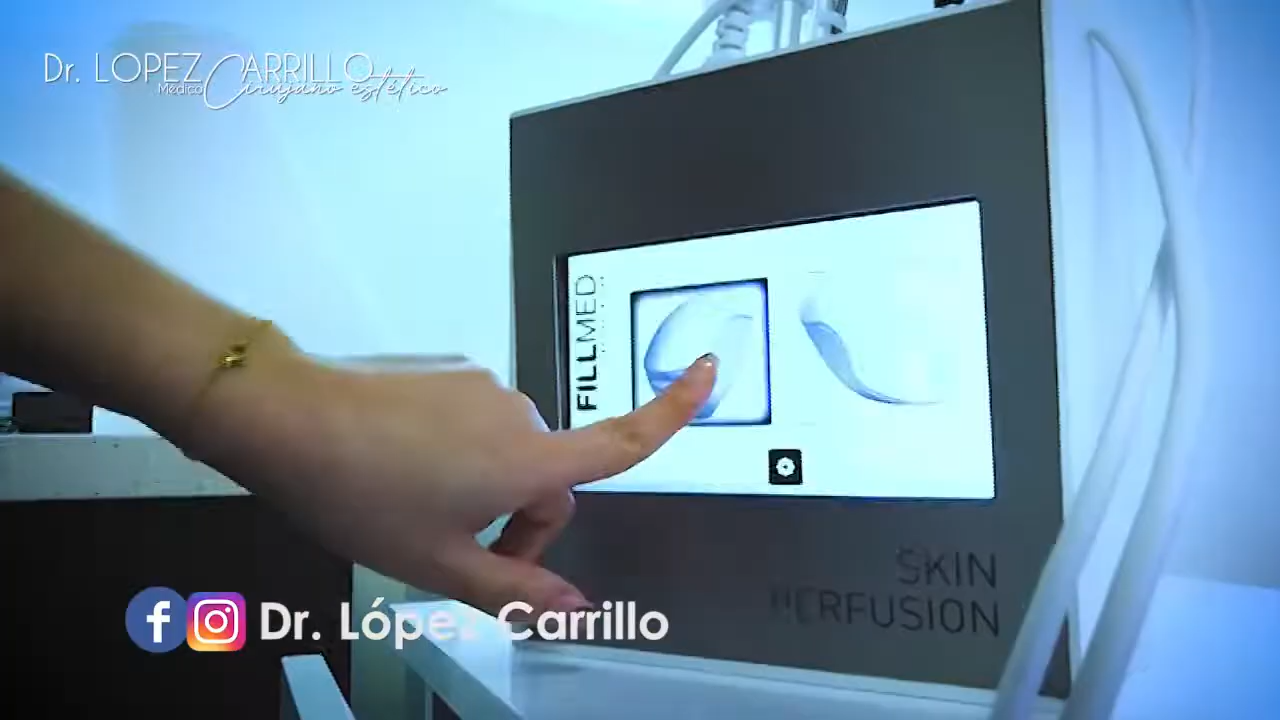 Dr. LOPEZ CARRILLO
Médico Cirujano estético
FILLMED
SKIN
PERFUSION
Dr. López Carrillo